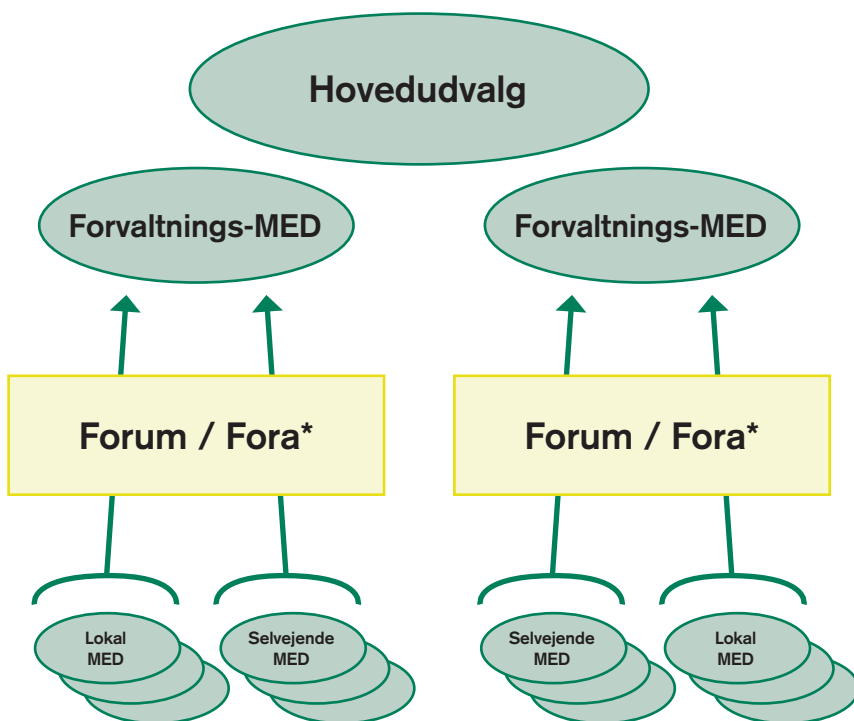 Hovedudvalg
Forvaltnings-MED
Forvaltnings-MED
Forum / Fora*
Forum / Fora*
Lokal
MED
Selvejende
MED
Selvejende
MED
Lokal
MED